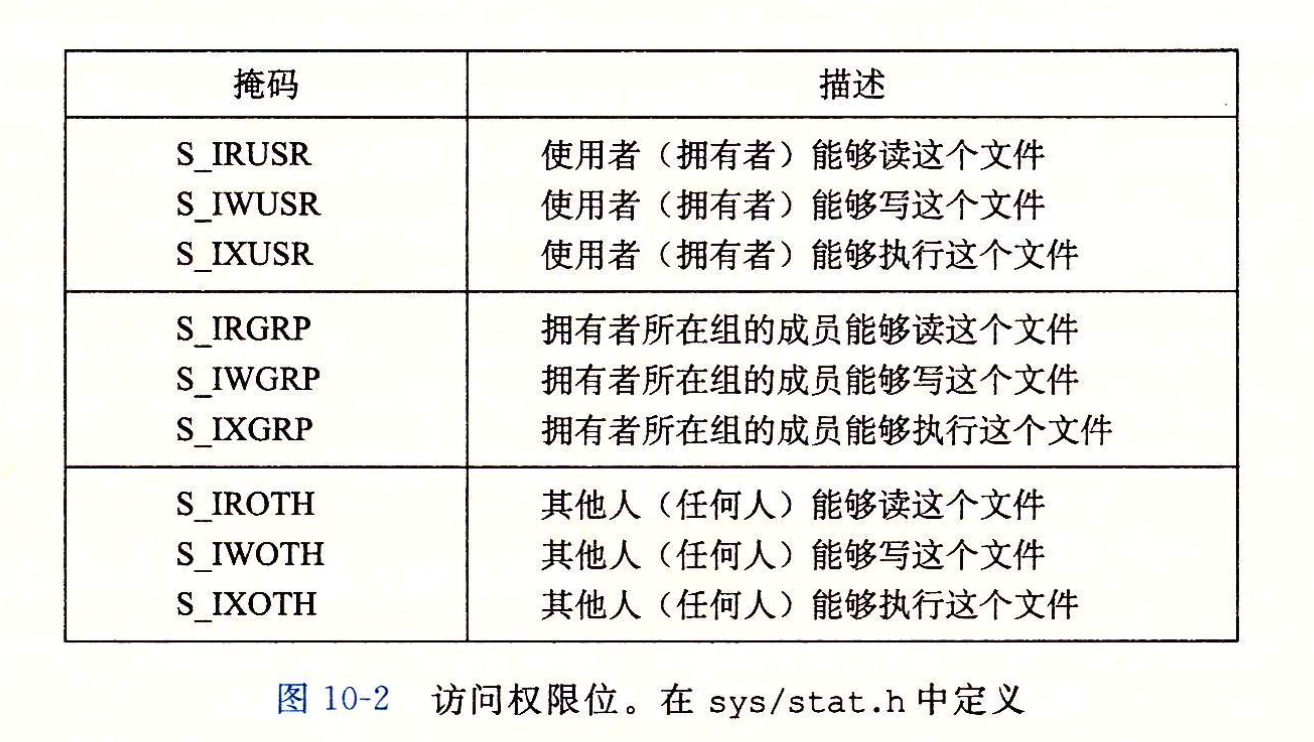 掩码 描述
S_IRUSR 使用者（拥有者）能够读这个文件
S_IWUSR 使用者（拥有者）能够写这个文件
S_IXUSR 使用者（拥有者）能够执行这个文件
S_IRGRP 拥有者所在组的成员能够读这个文件
S_IWGRP 拥有者所在组的成员能够写这个文件
S_IXGRP 拥有者所在组的成员能够执行这个文件
S_IROTH 其他人（任何人）能够读这个文件
S_IWOTH 其他人（任何人）能够写这个文件
S_IXOTH 其他人（任何人）能够执行这个文件
图 10-2 访问权限位。在 sys/stat.h 中定义